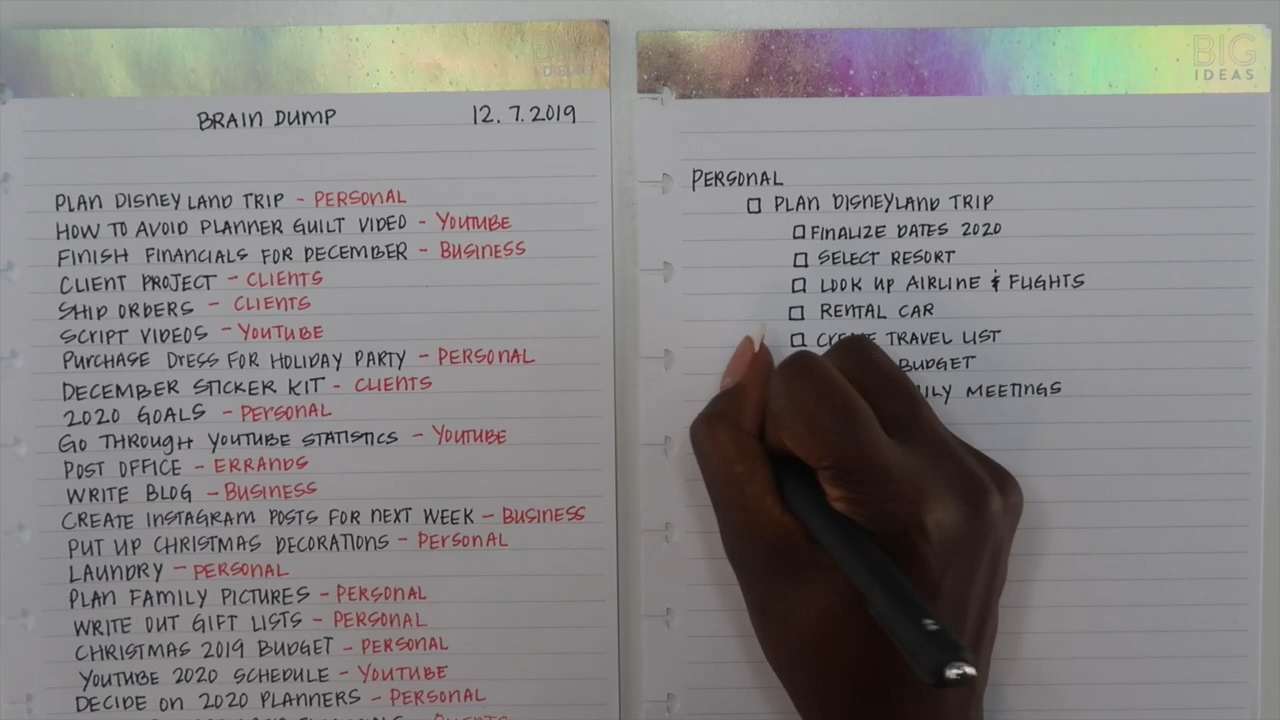 BIG
IDEAS
BRAIN DUMP 12.7.2019
PLAN DISNEYLAND TRIP - PERSONAL
HOW TO AVOID PLANNER GUILT VIDEO - YOUTUBE
FINISH FINANCIALS FOR DECEMBER - BUSINESS
CLIENT PROJECT - CLIENTS
SHIP ORDERS - CLIENTS
SCRIPT VIDEOS - YOUTUBE
PURCHASE DRESS FOR HOLIDAY PARTY - PERSONAL
DECEMBER STICKER KIT - CLIENTS
2020 GOALS - PERSONAL
GO THROUGH YOUTUBE STATISTICS - YOUTUBE
POST OFFICE - ERRANDS
WRITE BLOG - BUSINESS
CREATE INSTAGRAM POSTS FOR NEXT WEEK - BUSINESS
PUT UP CHRISTMAS DECORATIONS - PERSONAL
LAUNDRY - PERSONAL
PLAN FAMILY PICTURES - PERSONAL
WRITE OUT GIFT LISTS - PERSONAL
CHRISTMAS 2019 BUDGET - PERSONAL
YOUTUBE 2020 SCHEDULE - YOUTUBE
DECIDE ON 2020 PLANNERS - PERSONAL
BIG
IDEAS
PERSONAL
PLAN DISNEYLAND TRIP
FINALIZE DATES 2020
SELECT RESORT
LOOK UP AIRLINE & FLIGHTS
RENTAL CAR
CREATE TRAVEL LIST
BUDGET
MEETINGS